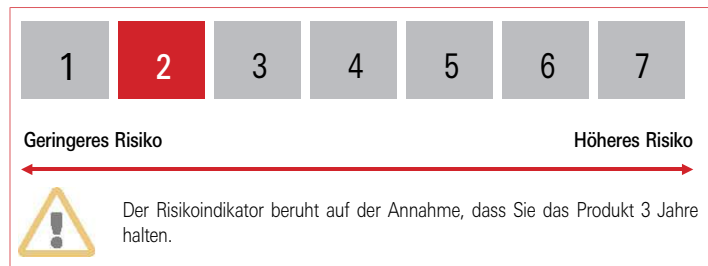 1 2 3 4 5 6 7
Geringeres Risiko Höheres Risiko
Der Risikoindikator beruht auf der Annahme, dass Sie das Produkt 3 Jahre
halten.